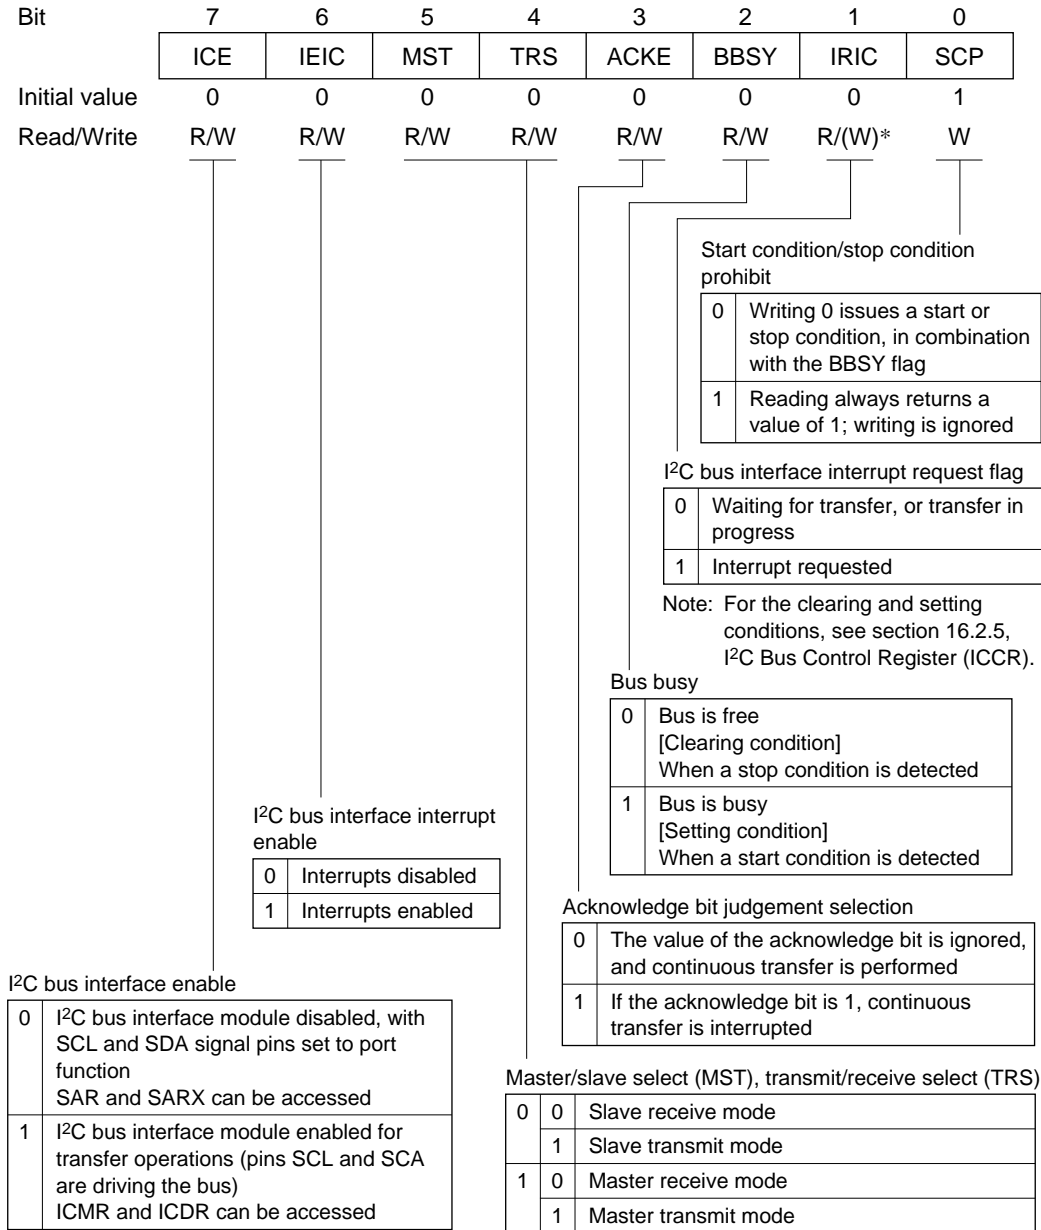 Bit 7 6 5 4 3 2 1 0
ICE IEIC MST TRS ACKE BBSY IRIC SCP
Initial value 0 0 0 0 0 0 0 1
Read/Write R/W R/W R/W R/W R/W R/W R/(W)* W
Start condition/stop condition
prohibit
0 Writing 0 issues a start or
stop condition, in combination
with the BBSY flag
1 Reading always returns a
value of 1; writing is ignored
I2C bus interface interrupt request flag
0 Waiting for transfer, or transfer in
progress
1 Interrupt requested
Note: For the clearing and setting
conditions, see section 16.2.5,
I2C Bus Control Register (ICCR).
Bus busy
0 Bus is free
[Clearing condition]
When a stop condition is detected
1 Bus is busy
[Setting condition]
When a start condition is detected
I2C bus interface interrupt
enable
0 Interrupts disabled
1 Interrupts enabled
Acknowledge bit judgement selection
0 The value of the acknowledge bit is ignored,
and continuous transfer is performed
1 If the acknowledge bit is 1, continuous
transfer is interrupted
I2C bus interface enable
0 I2C bus interface module disabled, with
SCL and SDA signal pins set to port
function
SAR and SARX can be accessed
1 I2C bus interface module enabled for
transfer operations (pins SCL and SCA
are driving the bus)
ICMR and ICDR can be accessed
Master/slave select (MST), transmit/receive select (TRS)
0 0 Slave receive mode
1 Slave transmit mode
1 0 Master receive mode
1 Master transmit mode